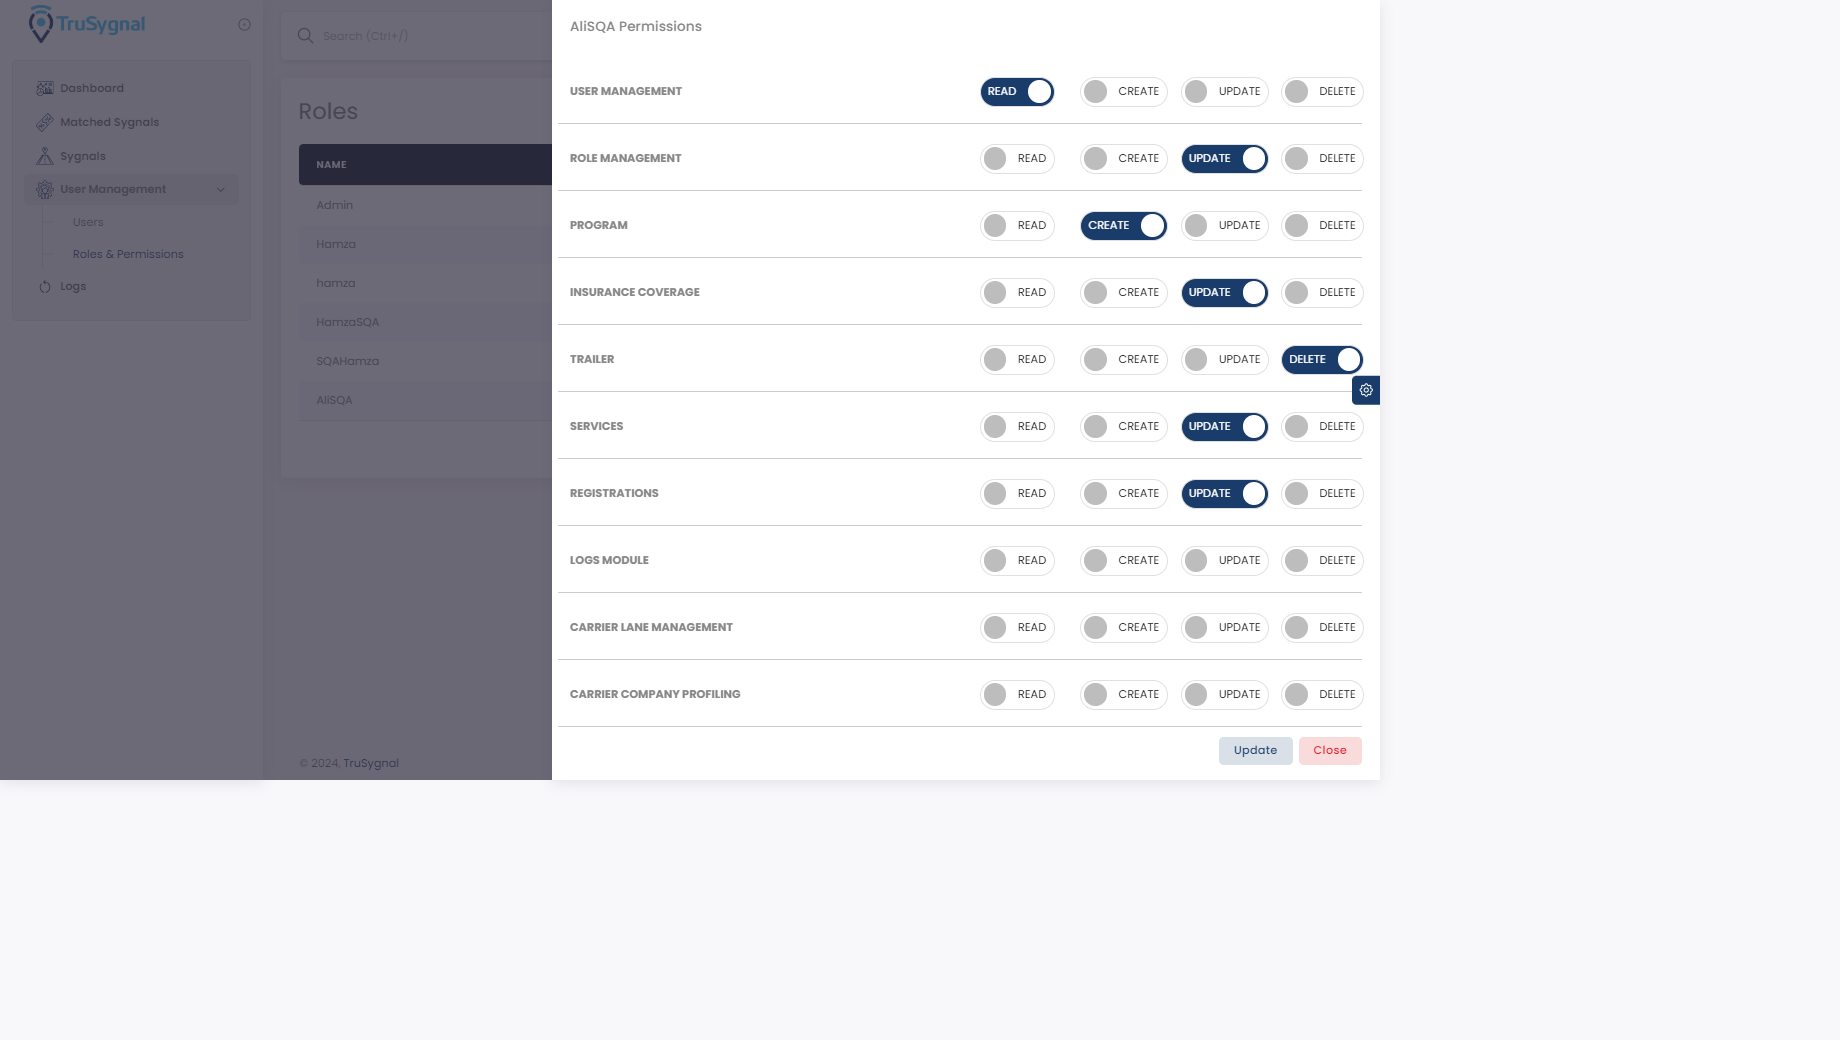 TruSygnal
Search (Ctrl+/)
Dashboard
Matched Sygnals
Sygnals
User Management
Users
Roles & Permissions
Logs
Roles
NAME
Admin
Hamza
hamza
HamzaSQA
SQAHamza
AliSQA
© 2024, TruSygnal
AliSQA Permissions
USER MANAGEMENT READ CREATE UPDATE DELETE
ROLE MANAGEMENT READ CREATE UPDATE DELETE
PROGRAM READ CREATE UPDATE DELETE
INSURANCE COVERAGE READ CREATE UPDATE DELETE
TRAILER READ CREATE UPDATE DELETE
SERVICES READ CREATE UPDATE DELETE
REGISTRATIONS READ CREATE UPDATE DELETE
LOGS MODULE READ CREATE UPDATE DELETE
CARRIER LANE MANAGEMENT READ CREATE UPDATE DELETE
CARRIER COMPANY PROFILING READ CREATE UPDATE DELETE
Update Close